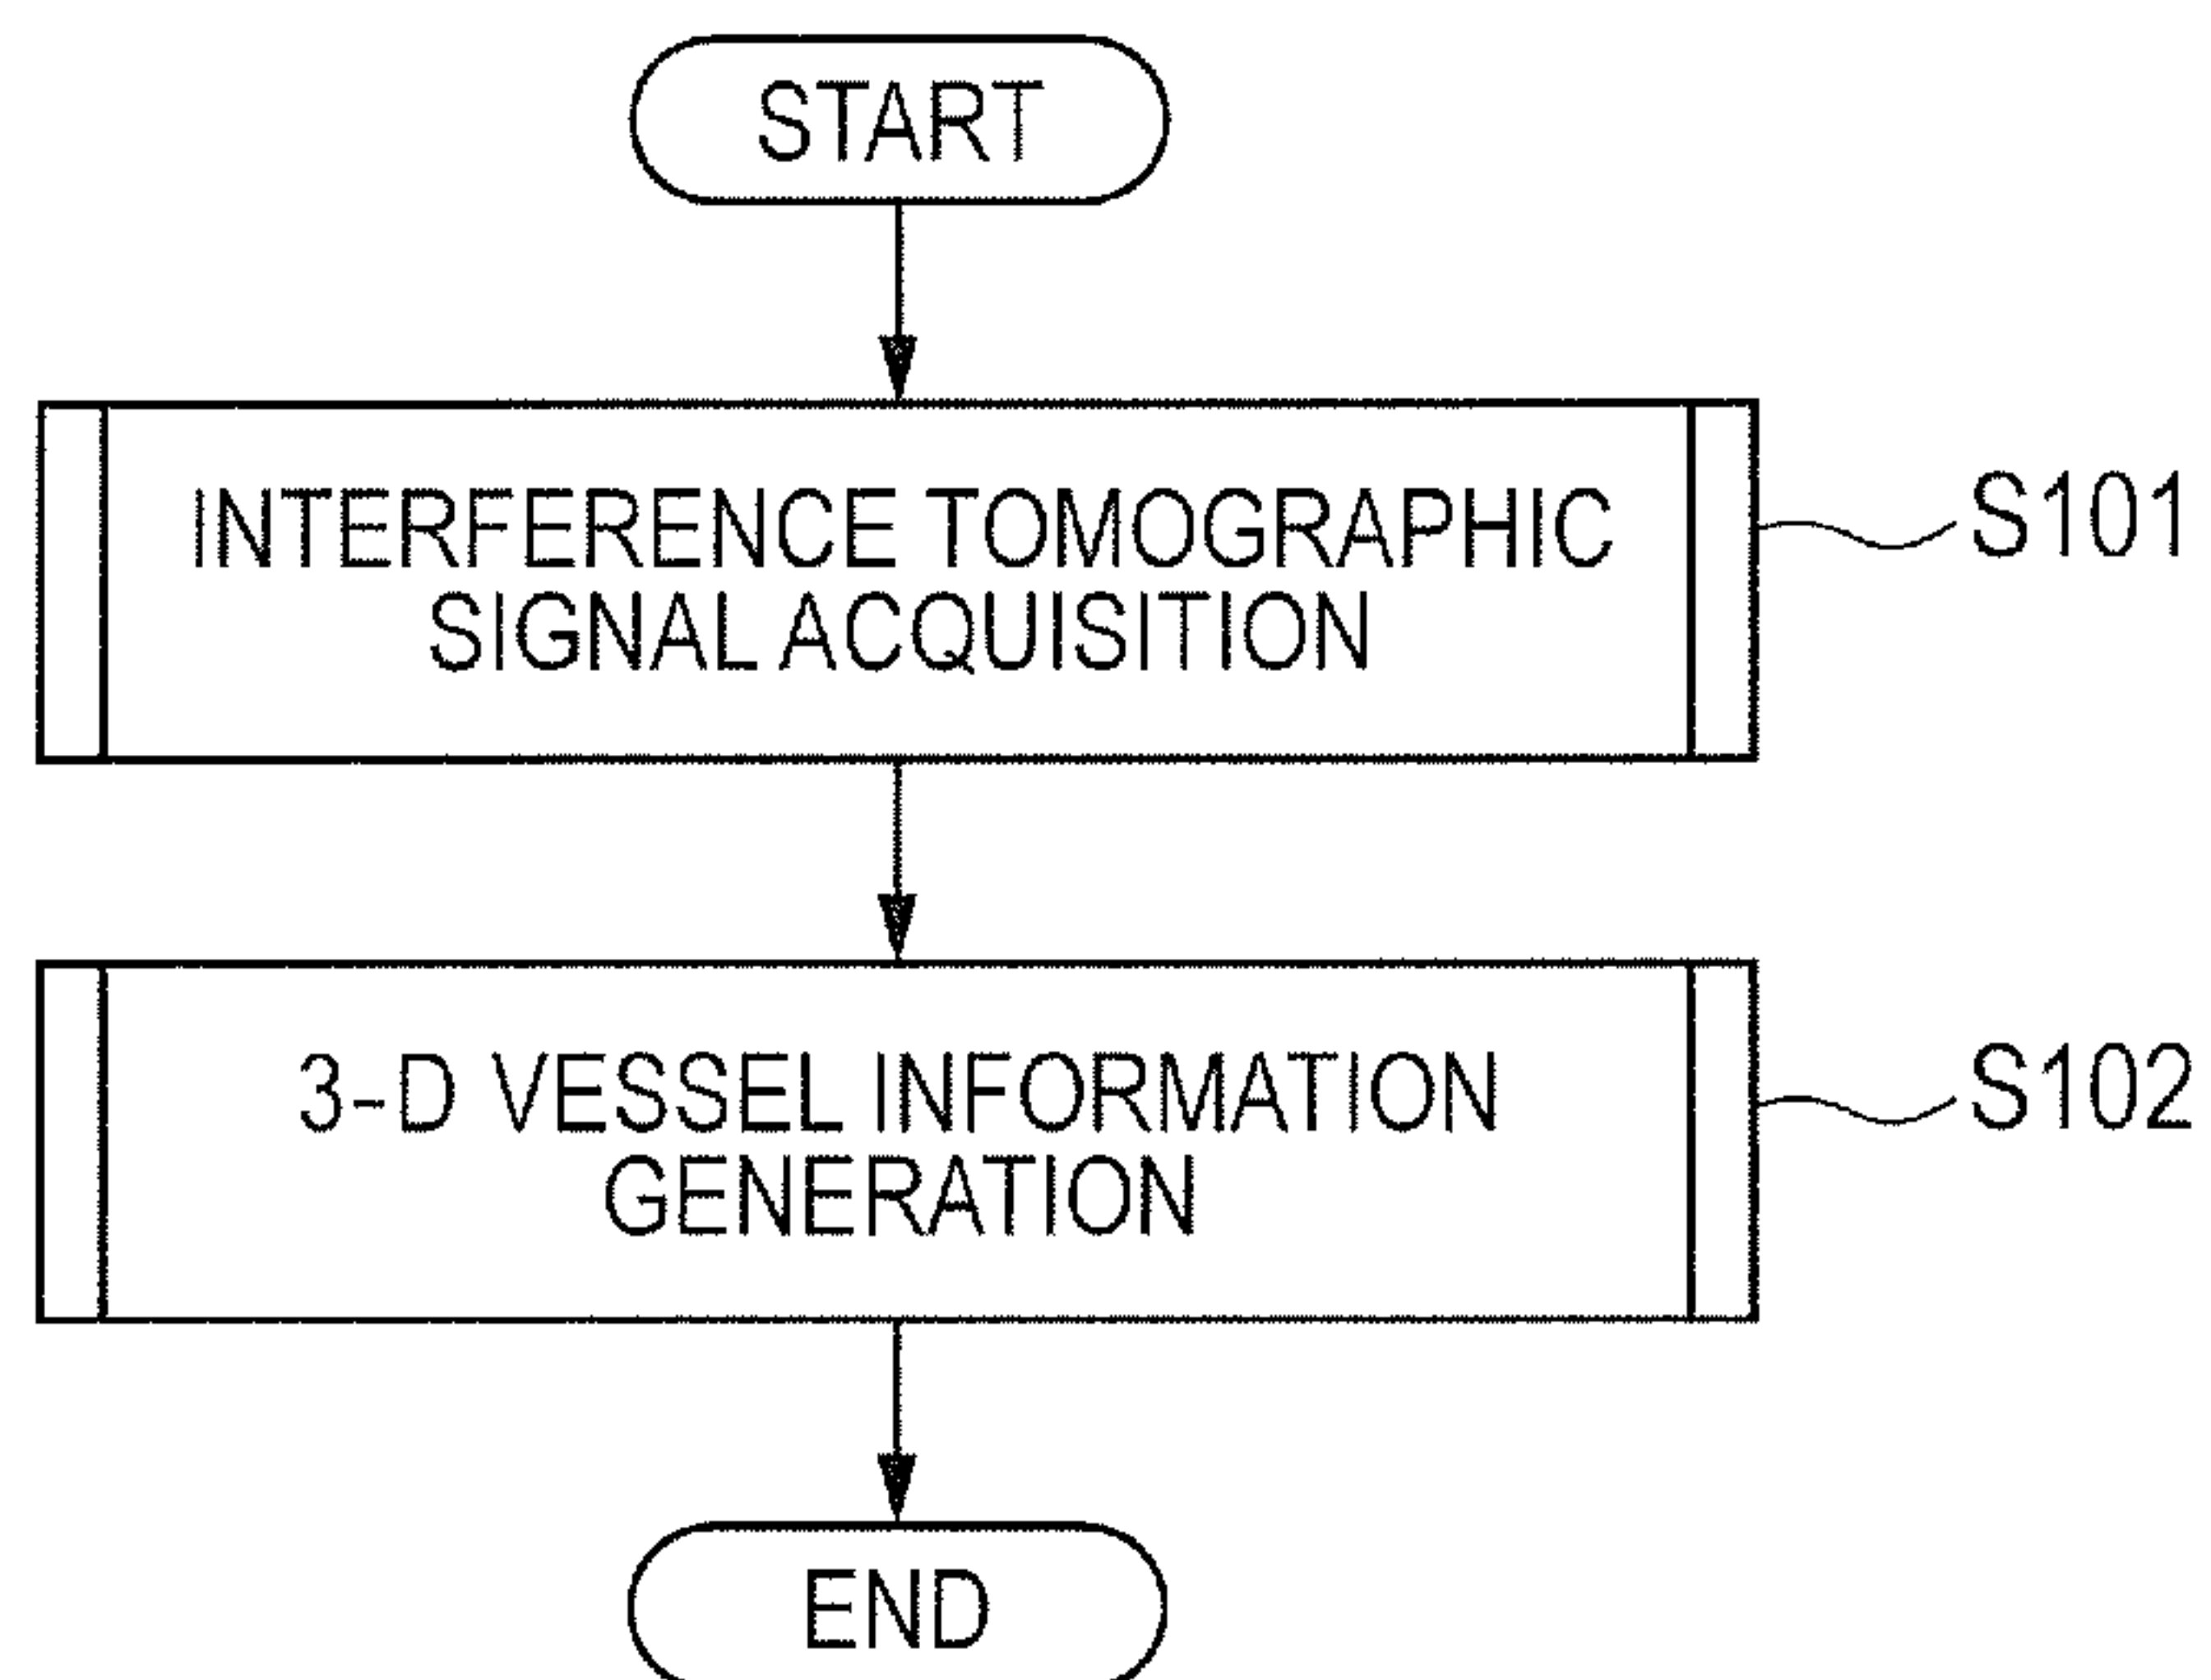 START
INTERFERENCE TOMOGRAPHIC
SIGNAL ACQUISITION
S101
3-D VESSEL INFORMATION
GENERATION
S102
END